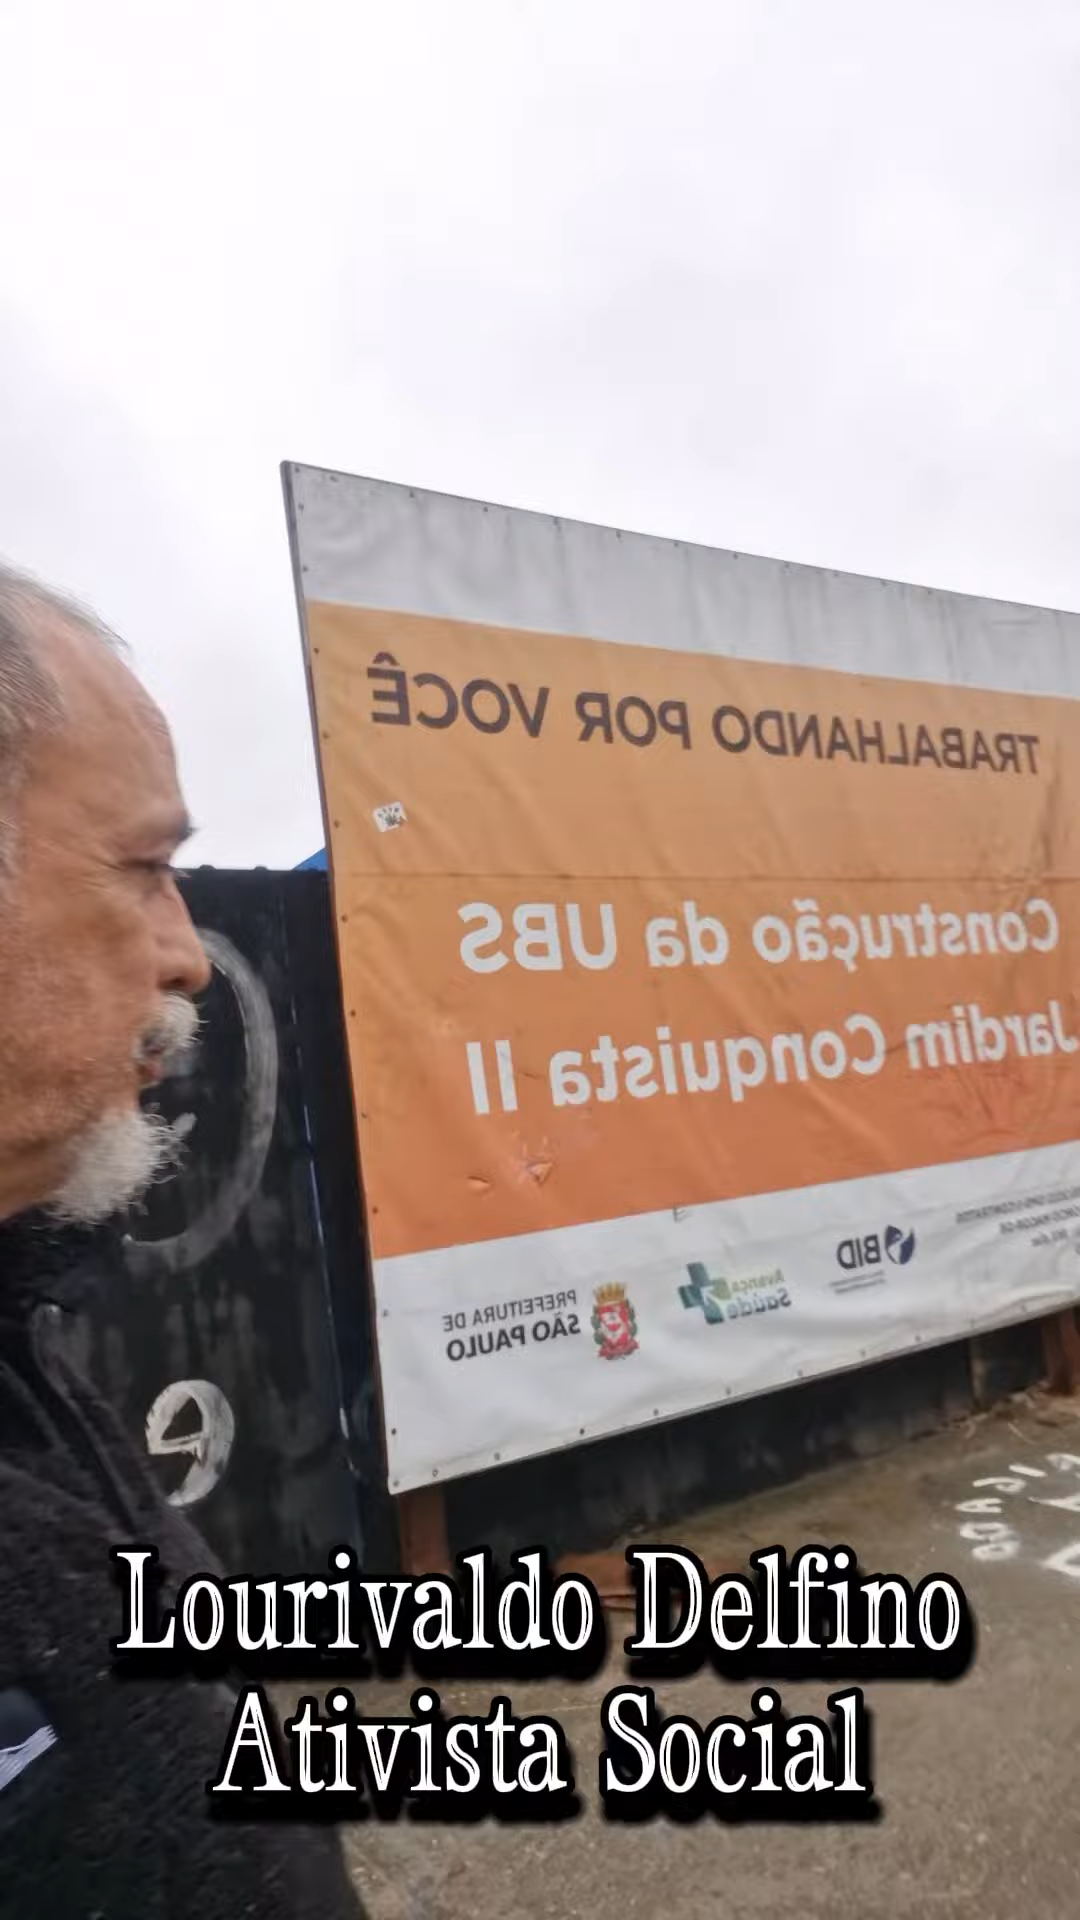 TRABALHANDO POR VOCÊ
Construção da UBS
Jardim Conquista II
PREFEITURA DE
SÃO PAULO
Avança
Saúde
BID
Lourivaldo Delfino
Ativista Social